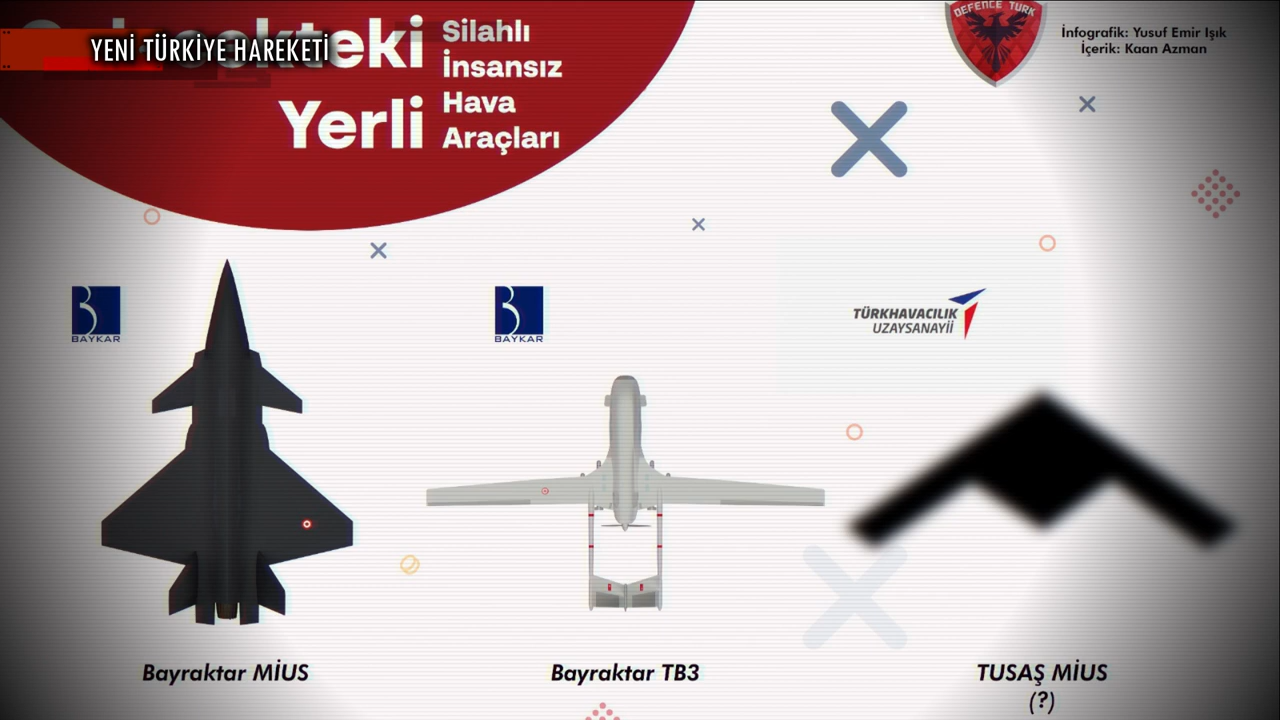 YENİ TÜRKİYE HAREKETİ
Yerli
Silahlı
İnsansız
Hava
Araçları
DEFENCE TURK
İnfografik: Yusuf Emir Işık
İçerik: Kaan Azman
BAYKAR
BAYKAR
TÜRKHAVACILIK
UZAYSANAYİİ
Bayraktar MİUS
Bayraktar TB3
TUSAŞ MİUS
(?)